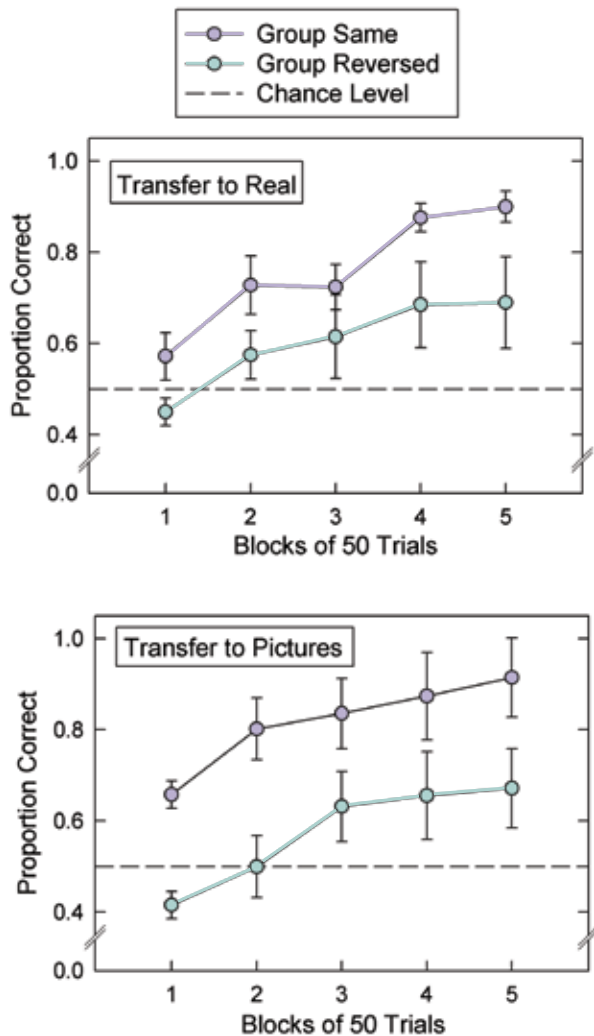 Group Same
Group Reversed
Chance Level
Transfer to Real
Proportion Correct
1.0
0.8
0.6
0.4
0.0
1 2 3 4 5
Blocks of 50 Trials
Transfer to Pictures
Proportion Correct
1.0
0.8
0.6
0.4
0.0
1 2 3 4 5
Blocks of 50 Trials